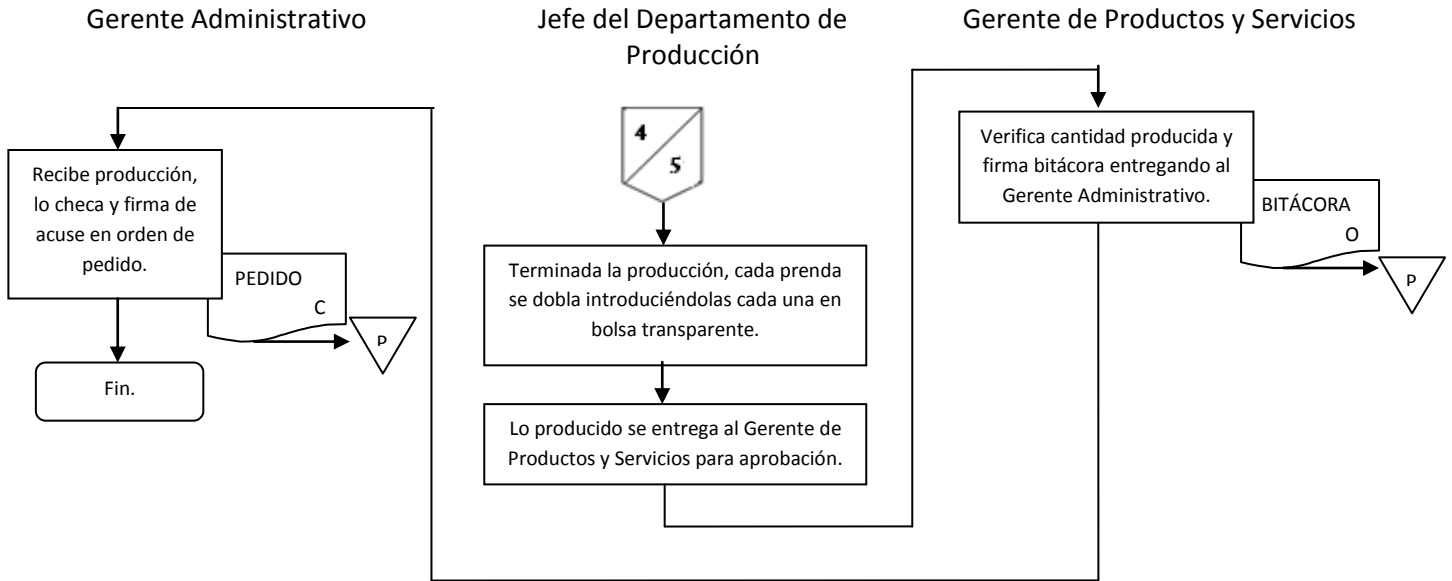 Gerente Administrativo
Jefe del Departamento de
Producción
Gerente de Productos y Servicios
4
5
Recibe producción,
lo checa y firma de
acuse en orden de
pedido.
PEDIDO
C
P
Fin.
Terminada la producción, cada prenda
se dobla introduciéndolas cada una en
bolsa transparente.
Lo producido se entrega al Gerente de
Productos y Servicios para aprobación.
Verifica cantidad producida y
firma bitácora entregando al
Gerente Administrativo.
BITÁCORA
O
P